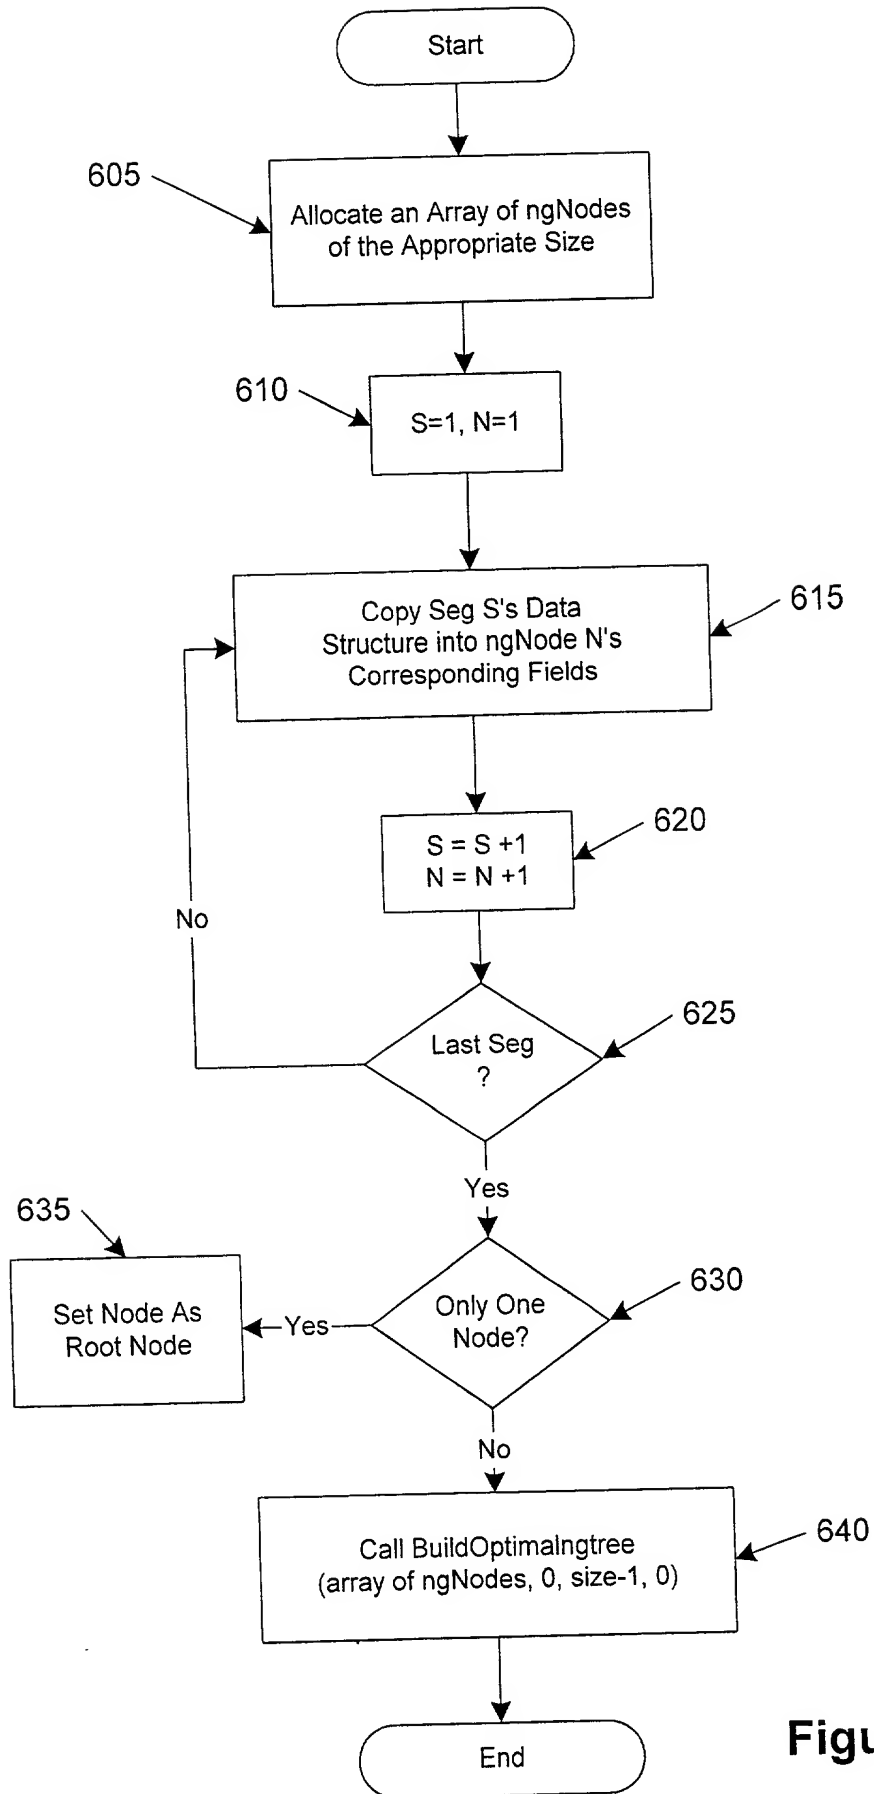 Start
605
Allocate an Array of ngNodes
of the Appropriate Size
610
S=1, N=1
615
Copy Seg S's Data
Structure into ngNode N's
Corresponding Fields
620
S = S +1
N = N +1
No
625
Last Seg
?
Yes
635
630
Only One
Node?
Yes
Set Node As
Root Node
No
640
Call BuildOptimalngtree
(array of ngNodes, 0, size-1, 0)
End